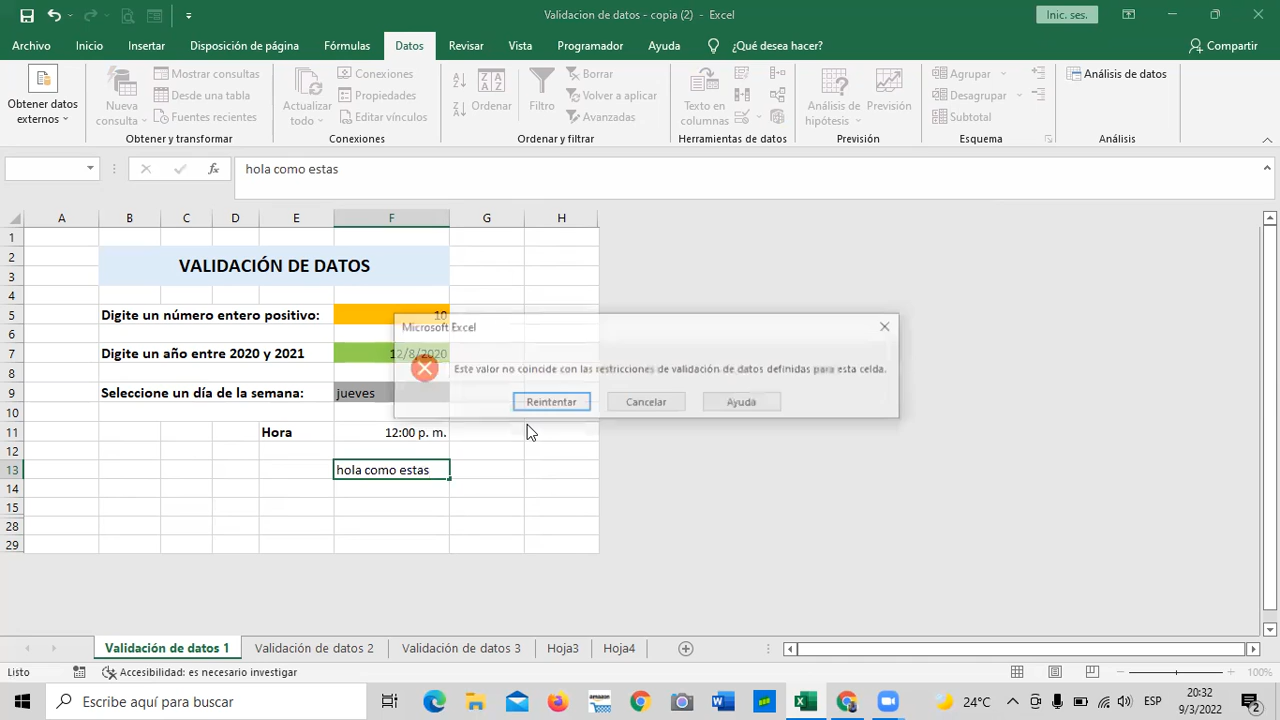 Validacion de datos - copia (2) - Excel
Inic. ses.
Archivo Inicio Insertar Disposición de página Fórmulas Datos Revisar Vista Programador Ayuda ¿Qué desea hacer? Compartir
Obtener datos externos
Nueva consulta
Mostrar consultas
Desde una tabla
Fuentes recientes
Obtener y transformar
Actualizar todo
Conexiones
Propiedades
Editar vínculos
Conexiones
Ordenar
Filtro
Borrar
Volver a aplicar
Avanzadas
Ordenar y filtrar
Texto en columnas
Herramientas de datos
Análisis de hipótesis
Previsión
Previsión
Agrupar
Desagrupar
Subtotal
Esquema
Análisis de datos
Análisis
fx hola como estas
A B C D E F G H
1
2 VALIDACIÓN DE DATOS
3
4
5 Digite un número entero positivo: 10
6
7 Digite un año entre 2020 y 2021 12/8/2020
8
9 Seleccione un día de la semana: jueves
10
11 Hora 12:00 p. m.
12
13 hola como estas
14
15
28
29
Microsoft Excel
Este valor no coincide con las restricciones de validación de datos definidas para esta celda.
Reintentar Cancelar Ayuda
Validación de datos 1 Validación de datos 2 Validación de datos 3 Hoja3 Hoja4
Listo Accesibilidad: es necesario investigar 100%
Escribe aquí para buscar
24°C ESP
20:32
9/3/2022
2